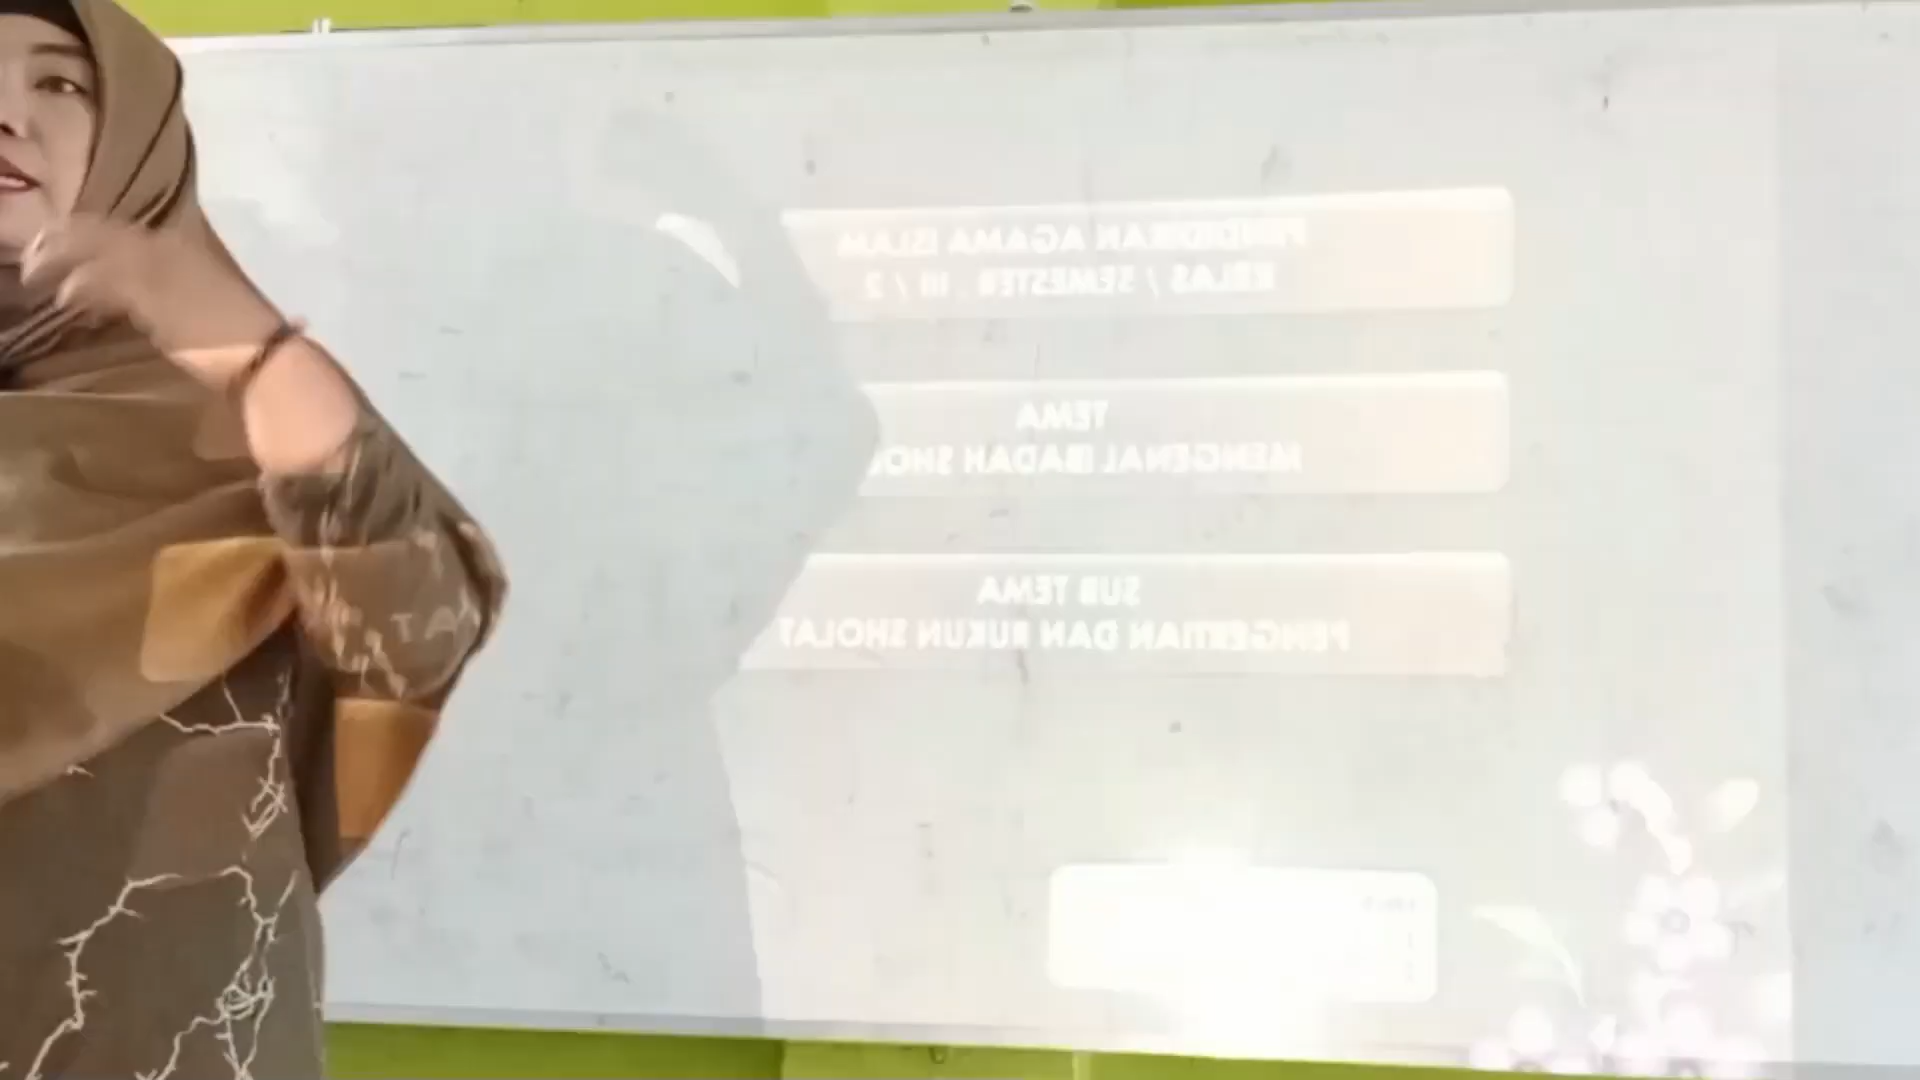 PENDIDIKAN AGAMA ISLAM
KELAS / SEMESTER : III / 2
TEMA
MENGENAL IBADAH
SUB TEMA
PENGERTIAN DAN RUKUN SHOLAT